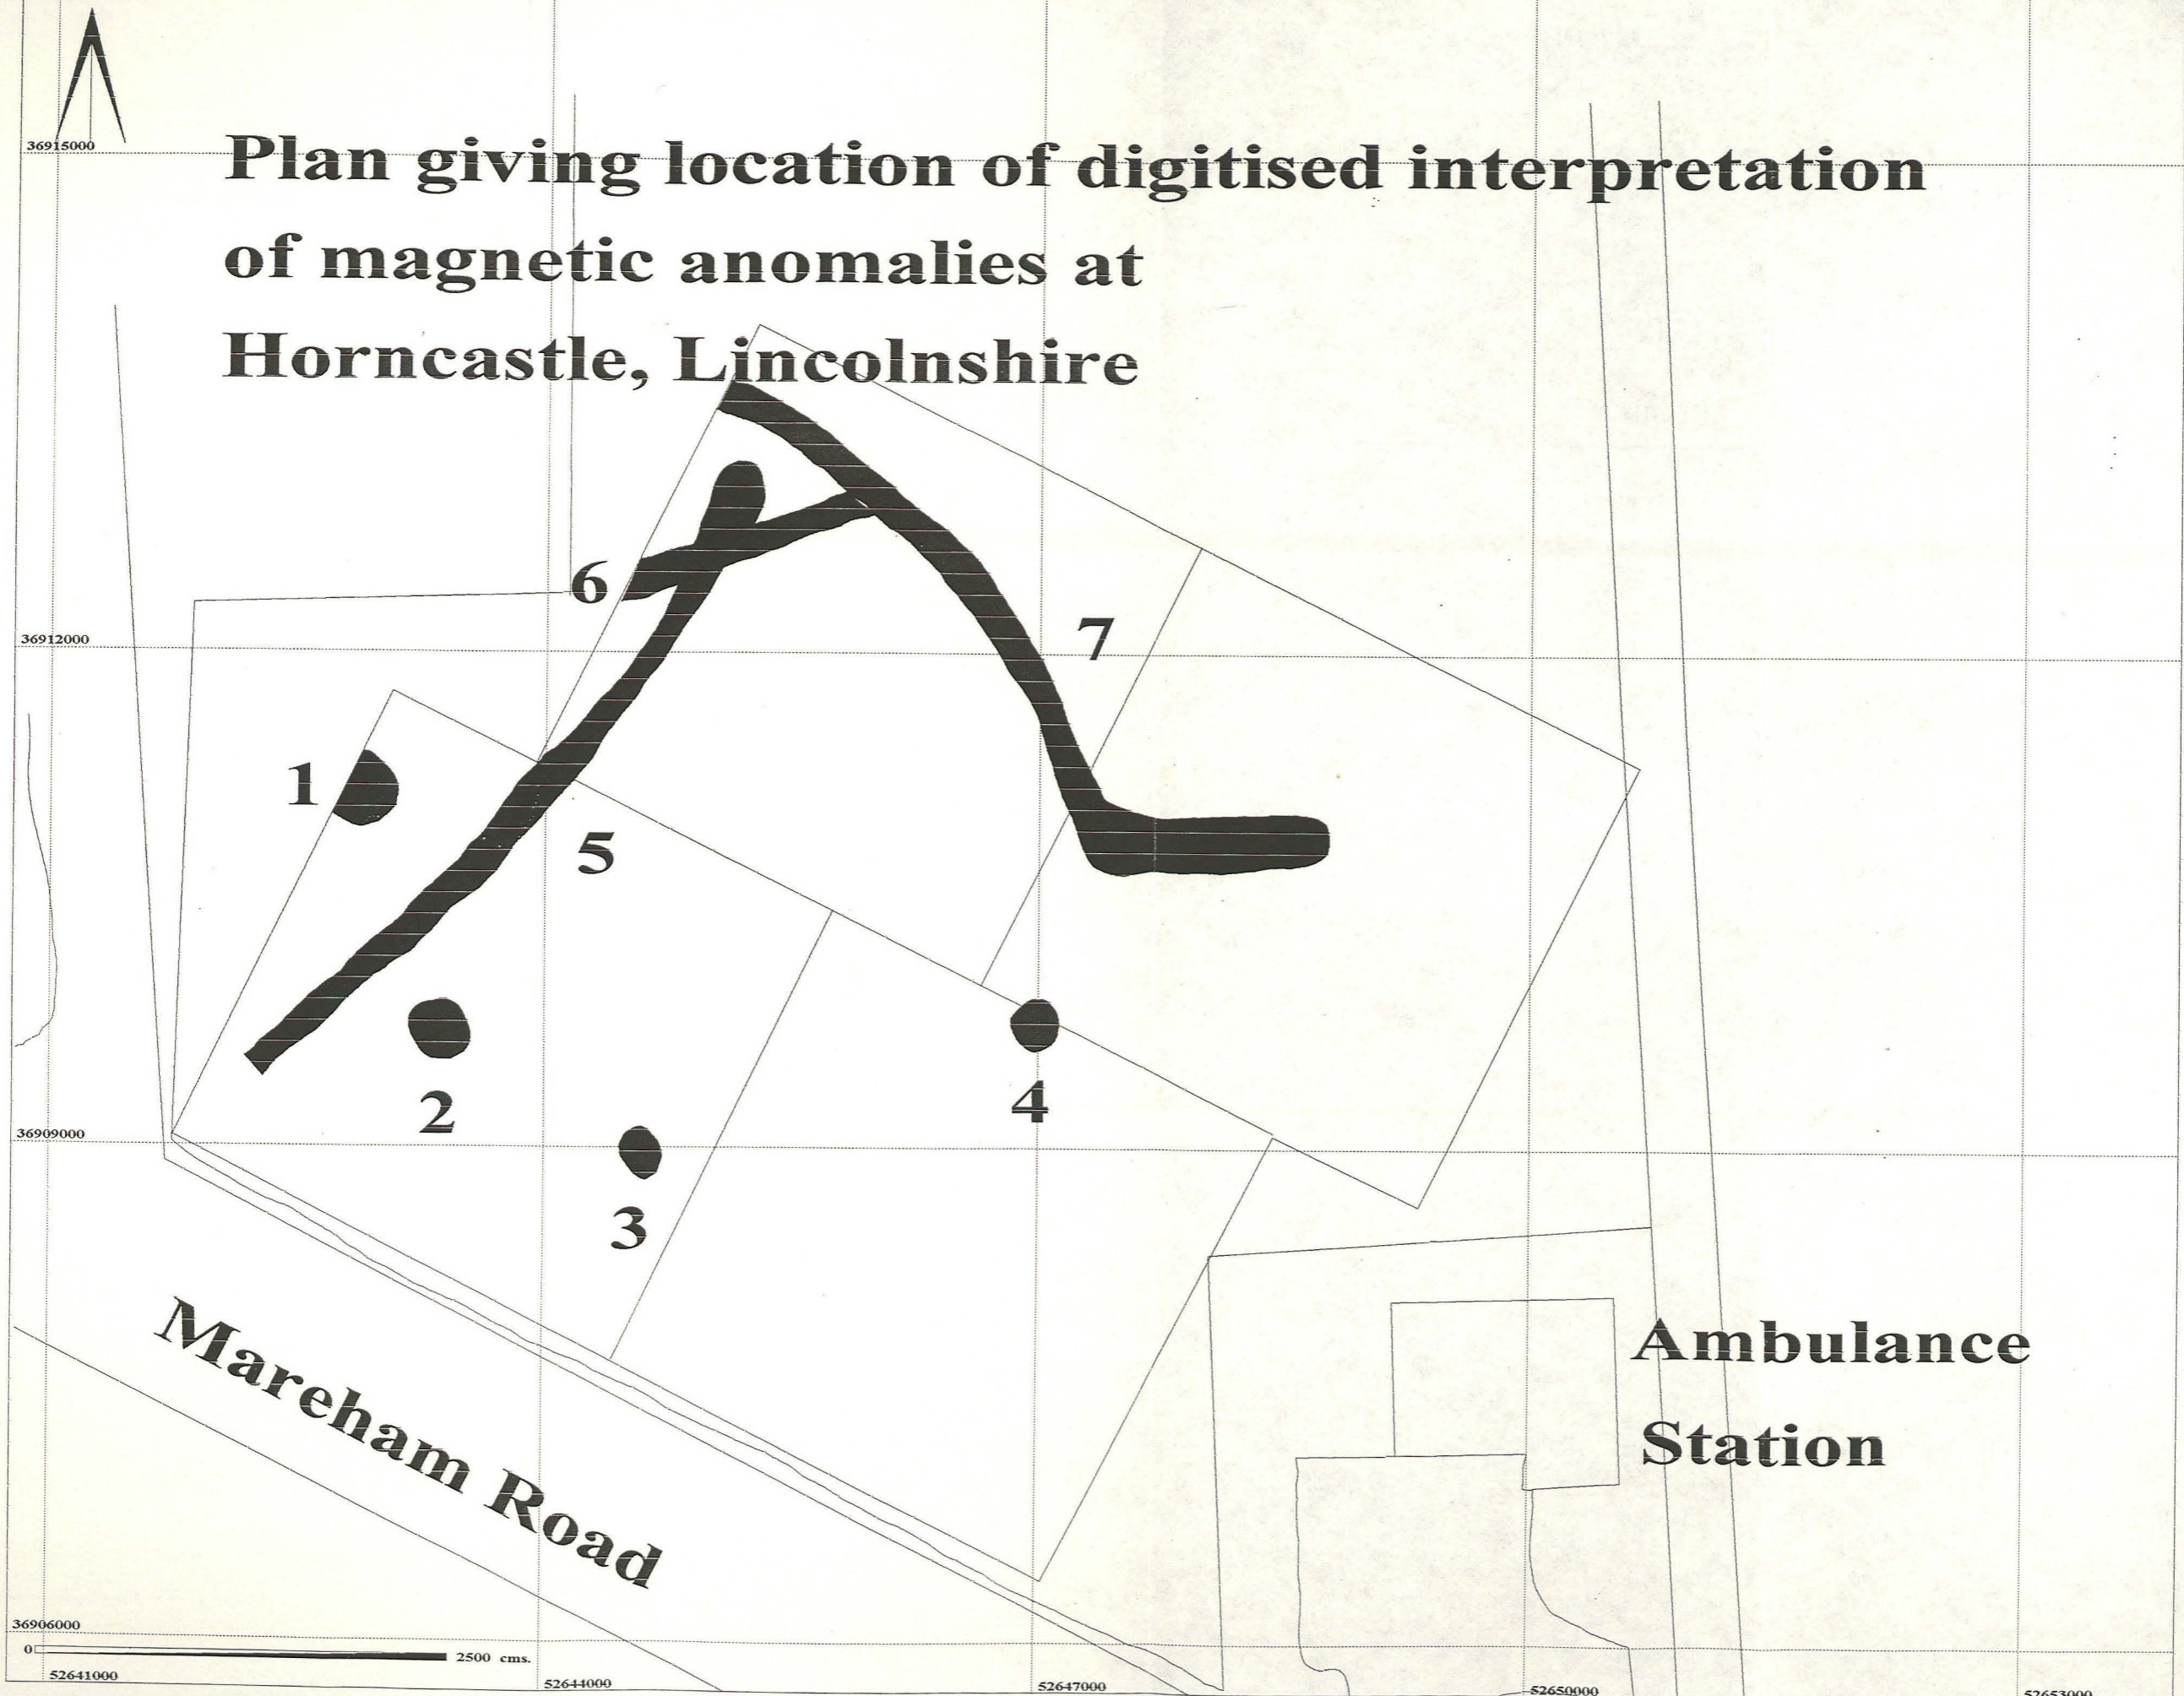 36915000
Plan giving location of digitised interpretation
of magnetic anomalies at
Horncastle, Lincolnshire
6
36912000
7
1
5
2
4
36909000
3
Mareham Road
Ambulance
Station
36906000
0
2500 cms.
52641000
52644000
52647000
52650000
52653000